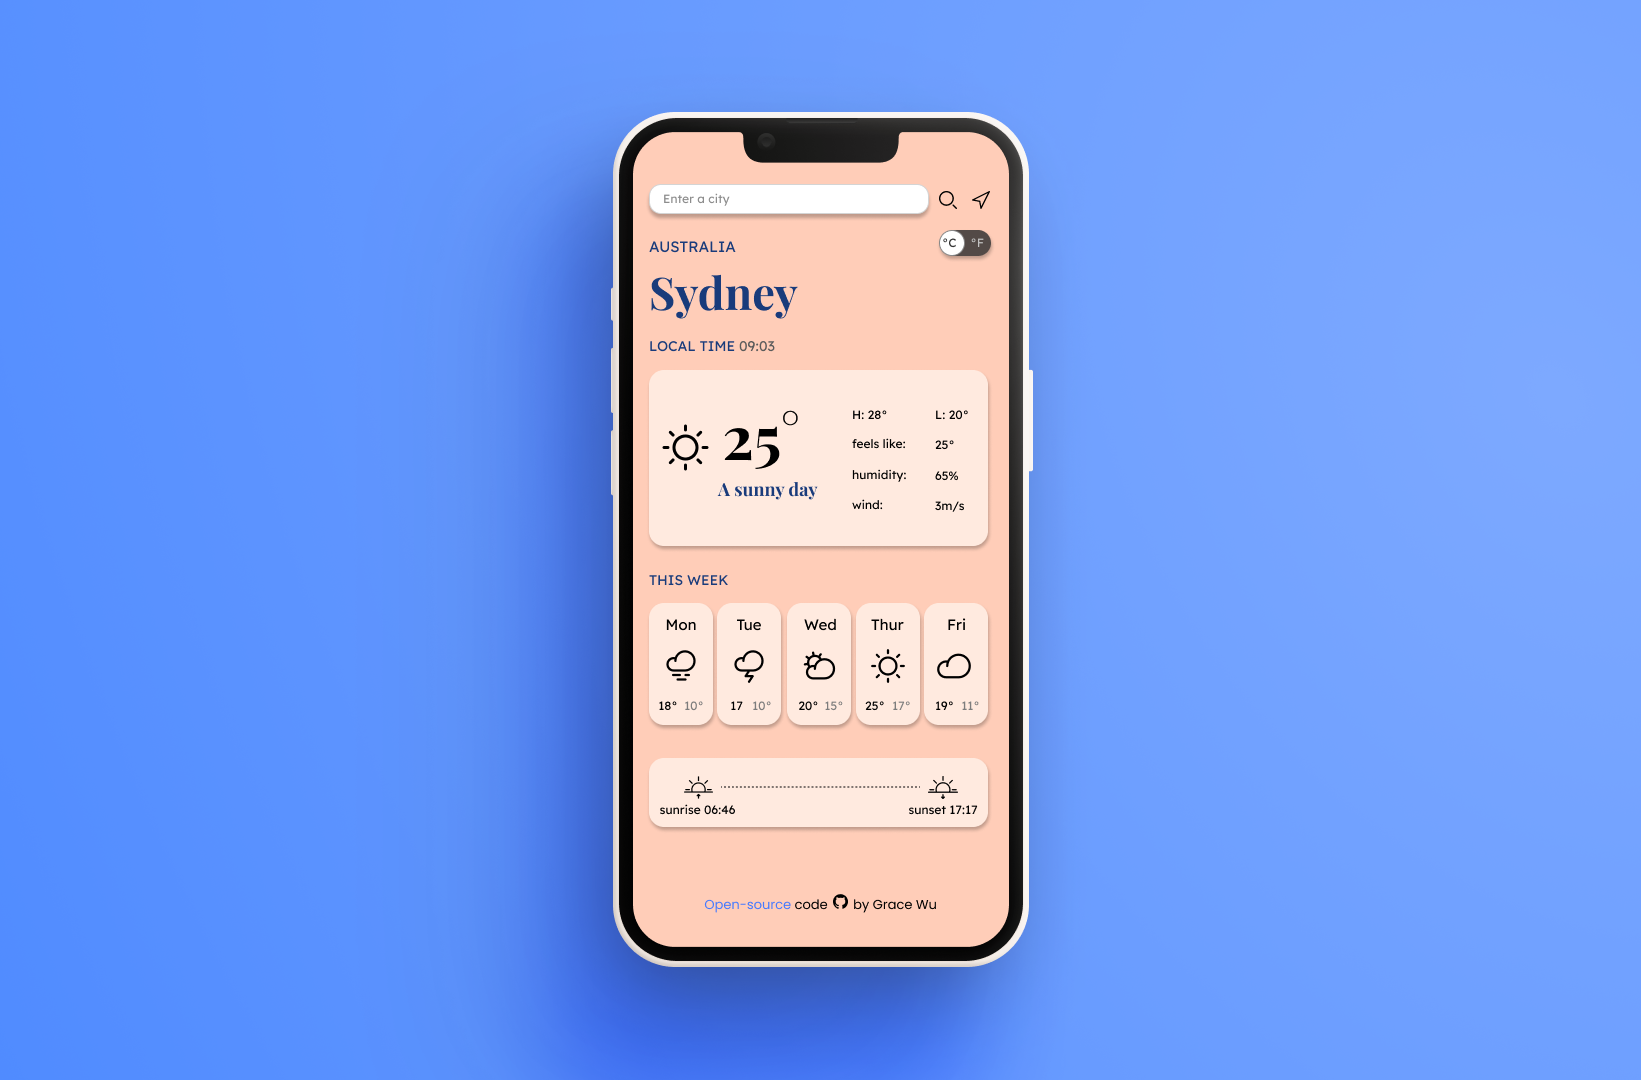 Enter a city
°C °F
AUSTRALIA
Sydney
LOCAL TIME 09:03
25°
A sunny day
H: 28° L: 20°
feels like: 25°
humidity: 65%
wind: 3m/s
THIS WEEK
Mon Tue Wed Thur Fri
18° 10° 17 10° 20° 15° 25° 17° 19° 11°
sunrise 06:46 sunset 17:17
Open-source code by Grace Wu